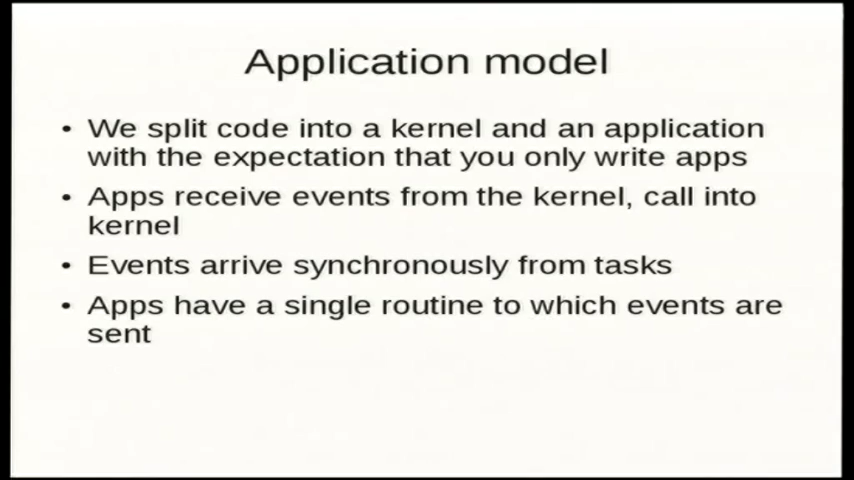 Application model
• We split code into a kernel and an application
with the expectation that you only write apps
• Apps receive events from the kernel, call into
kernel
• Events arrive synchronously from tasks
• Apps have a single routine to which events are
sent